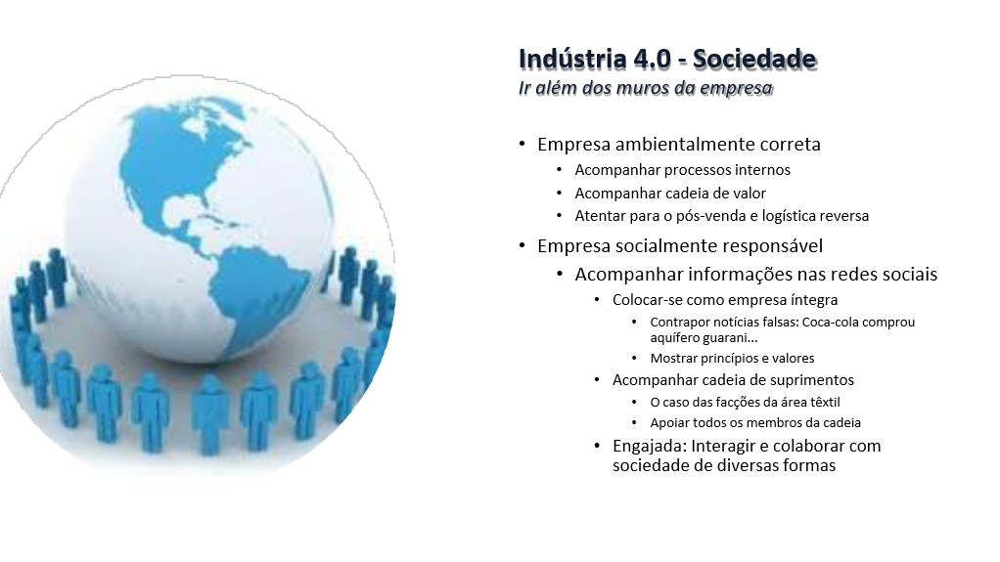 Indústria 4.0 - Sociedade
Ir além dos muros da empresa
• Empresa ambientalmente correta
• Acompanhar processos internos
• Acompanhar cadeia de valor
• Atentar para o pós-venda e logística reversa
• Empresa socialmente responsável
• Acompanhar informações nas redes sociais
• Colocar-se como empresa íntegra
• Contrapor notícias falsas: Coca-cola comprou
aquífero guarani...
• Mostrar princípios e valores
• Acompanhar cadeia de suprimentos
• O caso das facções da área têxtil
• Apoiar todos os membros da cadeia
• Engajada: Interagir e colaborar com
sociedade de diversas formas